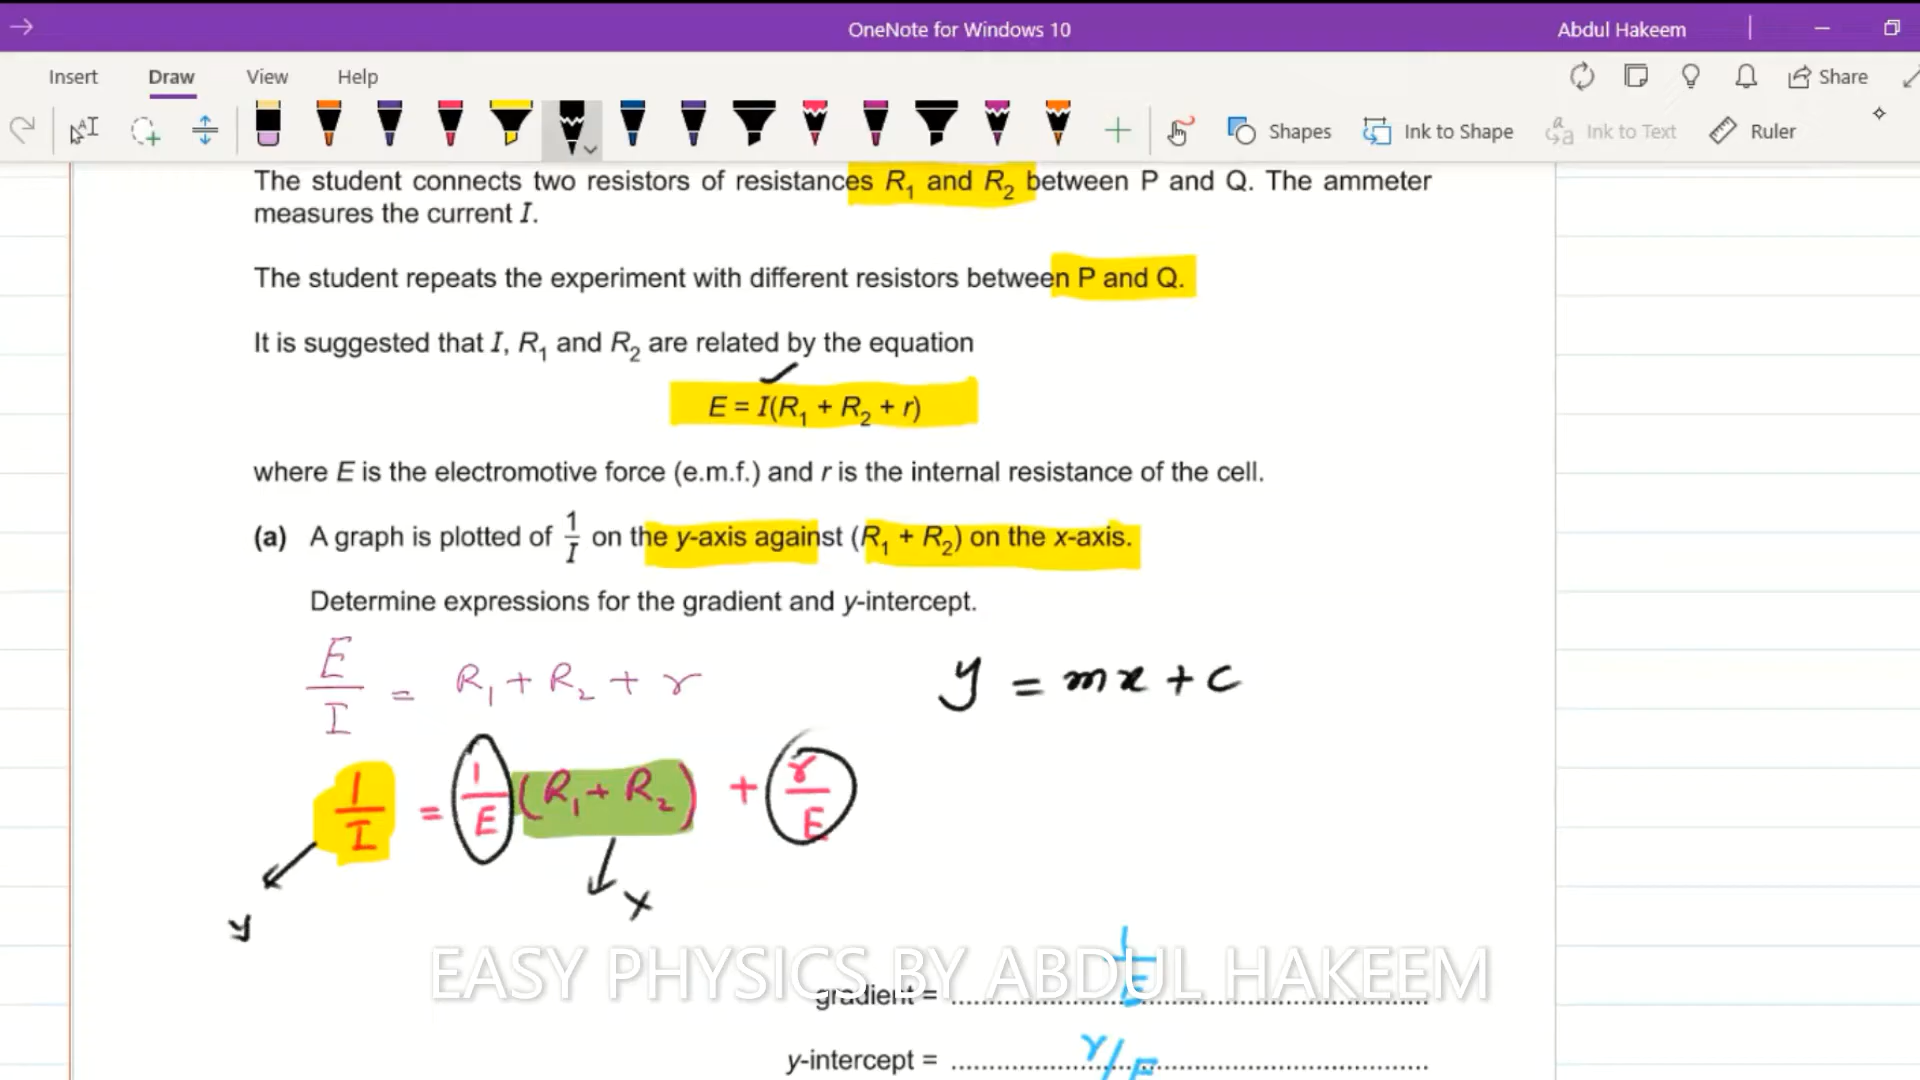 OneNote for Windows 10
Abdul Hakeem
Insert Draw View Help
Share
Shapes Ink to Shape Ink to Text Ruler
The student connects two resistors of resistances R₁ and R₂ between P and Q. The ammeter
measures the current I.
The student repeats the experiment with different resistors between P and Q.
It is suggested that I, R₁ and R₂ are related by the equation
E = I(R₁ + R₂ + r)
where E is the electromotive force (e.m.f.) and r is the internal resistance of the cell.
(a) A graph is plotted of 1/I on the y-axis against (R₁ + R₂) on the x-axis.
Determine expressions for the gradient and y-intercept.
E/I = R₁ + R₂ + r
y = mx + c
1/I = 1/E (R₁ + R₂) + r/E
y
x
EASY PHYSICS BY ABDUL HAKEEM
gradient = 1/E
y-intercept = r/E